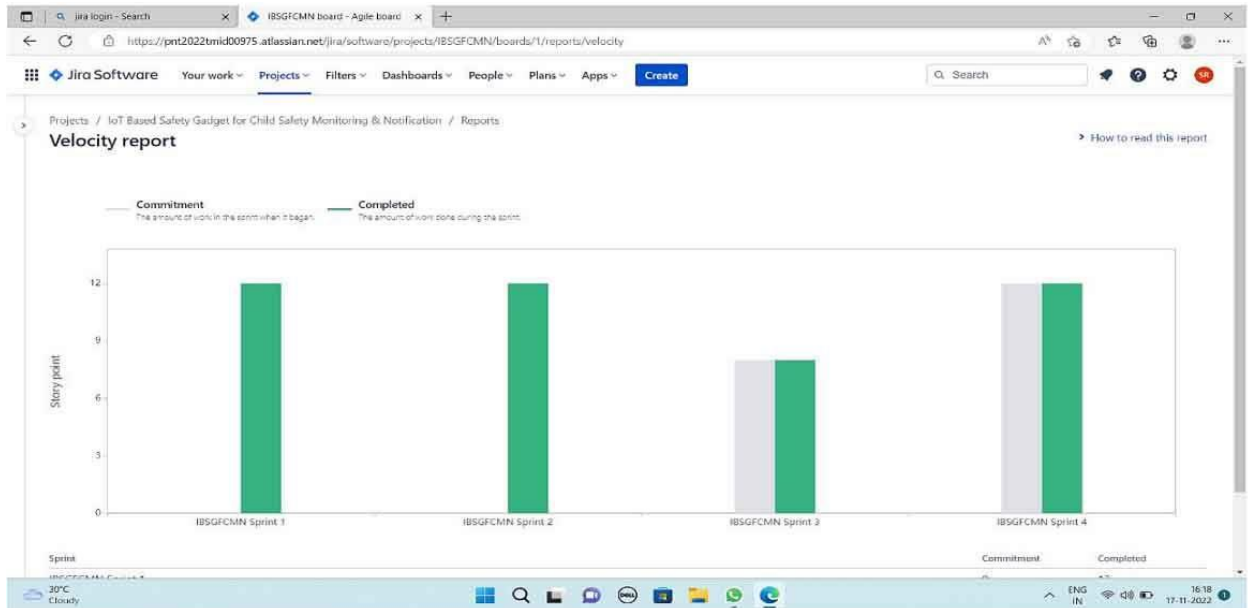 jira login - Search
IBSGFCMN board - Agile board
https://pnt2022tmid00975.atlassian.net/jira/software/projects/IBSGFCMN/boards/1/reports/velocity
Jira Software Your work Projects Filters Dashboards People Plans Apps Create Search SR
Projects / IoT Based Safety Gadget for Child Safety Monitoring & Notification / Reports
Velocity report
How to read this report
Commitment
The amount of work in the sprint when it began.
Completed
The amount of work done during the sprint.
12
9
6
3
0
Story point
IBSGFCMN Sprint 1 IBSGFCMN Sprint 2 IBSGFCMN Sprint 3 IBSGFCMN Sprint 4
Sprint Commitment Completed
30°C
Cloudy
DELL
ENG
IN
16:18
17-11-2022
1